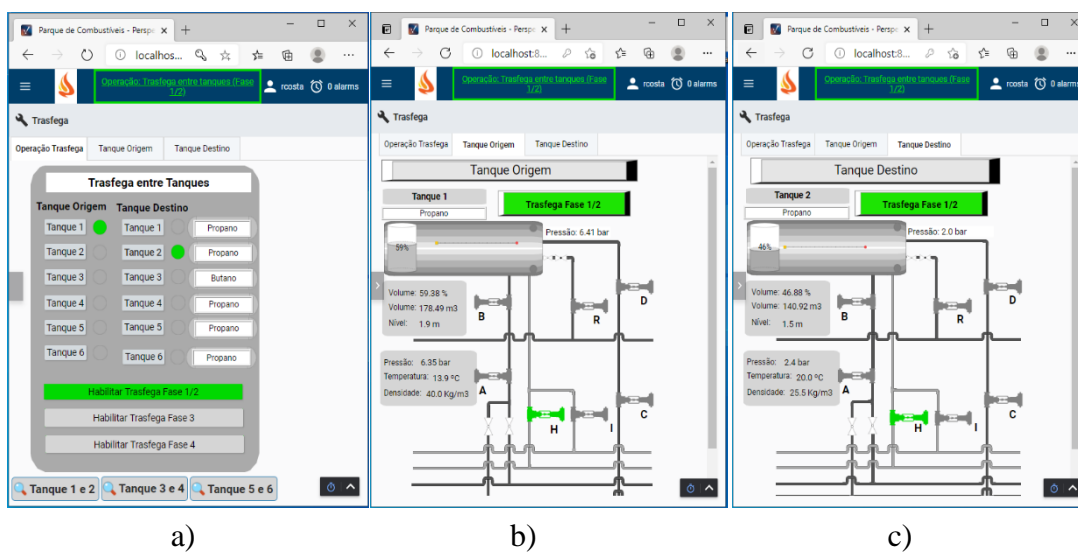 Parque de Combustíveis - Perspe
localhos...
Operação: Trasfega entre tanques (Fase
1/2)
rcosta
0 alarms
Trasfega
Operação Trasfega
Tanque Origem
Tanque Destino
Trasfega entre Tanques
Tanque Origem Tanque Destino
Tanque 1 Tanque 1 Propano
Tanque 2 Tanque 2 Propano
Tanque 3 Tanque 3 Butano
Tanque 4 Tanque 4 Propano
Tanque 5 Tanque 5 Propano
Tanque 6 Tanque 6 Propano
Habilitar Trasfega Fase 1/2
Habilitar Trasfega Fase 3
Habilitar Trasfega Fase 4
Tanque 1 e 2 Tanque 3 e 4 Tanque 5 e 6
a)
Parque de Combustíveis - Perspe
localhost:8...
Operação: Trasfega entre tanques (Fase
1/2)
rcosta
0 alarms
Trasfega
Operação Trasfega
Tanque Origem
Tanque Destino
Tanque Origem
Tanque 1
Propano
Trasfega Fase 1/2
59%
Pressão: 6.41 bar
Volume: 59.38 %
Volume: 178.49 m3
Nível: 1.9 m
B
R
D
Pressão: 6.35 bar
Temperatura: 13.9 ºC
Densidade: 40.0 Kg/m3
A
C
H
I
b)
Parque de Combustíveis - Perspe
localhost:8...
Operação: Trasfega entre tanques (Fase
1/2)
rcosta
0 alarms
Trasfega
Operação Trasfega
Tanque Origem
Tanque Destino
Tanque Destino
Tanque 2
Propano
Trasfega Fase 1/2
46%
Pressão: 2.0 bar
Volume: 46.88 %
Volume: 140.92 m3
Nível: 1.5 m
B
R
D
Pressão: 2.4 bar
Temperatura: 20.0 ºC
Densidade: 25.5 Kg/m3
A
C
H
I
c)